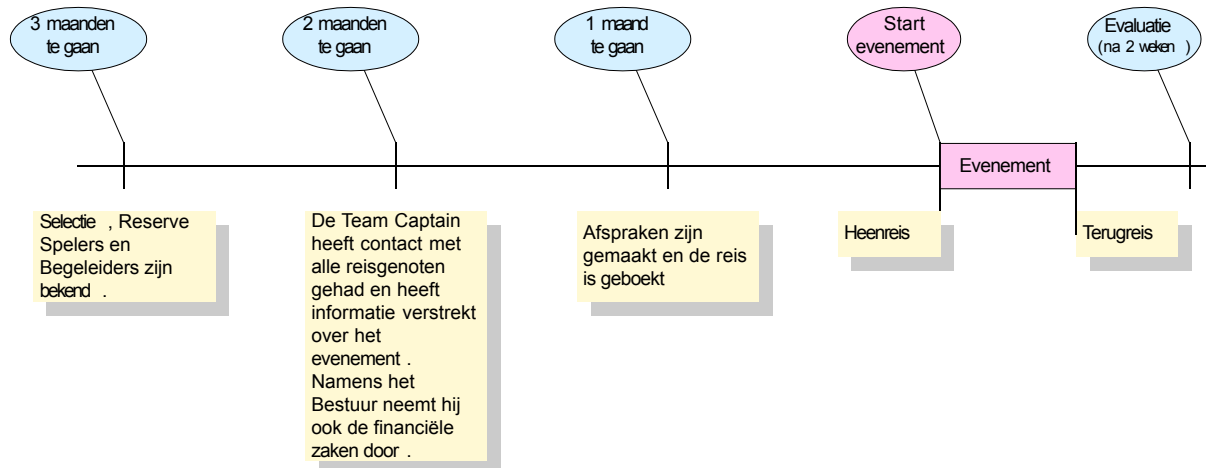 3 maanden
te gaan
2 maanden
te gaan
1 maand
te gaan
Start
evenement
Evaluatie
(na 2 weken )
Evenement
Selectie , Reserve
Spelers en
Begeleiders zijn
bekend .
De Team Captain
heeft contact met
alle reisgenoten
gehad en heeft
informatie verstrekt
over het
evenement .
Namens het
Bestuur neemt hij
ook de financiële
zaken door .
Afspraken zijn
gemaakt en de reis
is geboekt
Heenreis
Terugreis